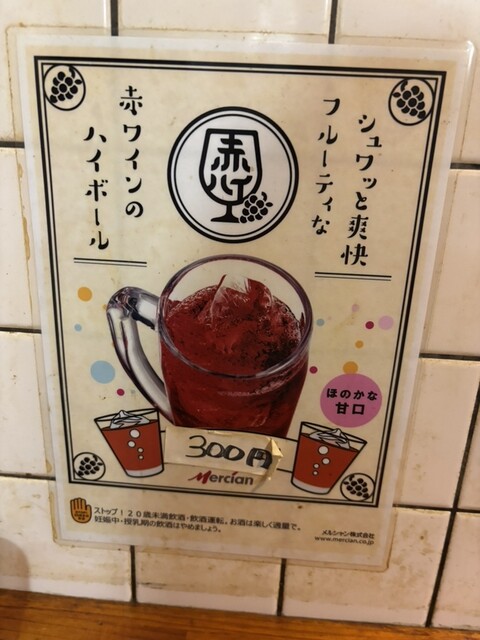 シュワッと爽快
フルーティな
赤ハイ
赤ワインの
ハイボール
ほのかな
甘口
300円
Mercian
ストップ！20歳未満飲酒・飲酒運転。お酒は楽しく適量で。
妊娠中・授乳期の飲酒はやめましょう。
メルシャン株式会社
www.mercian.co.jp